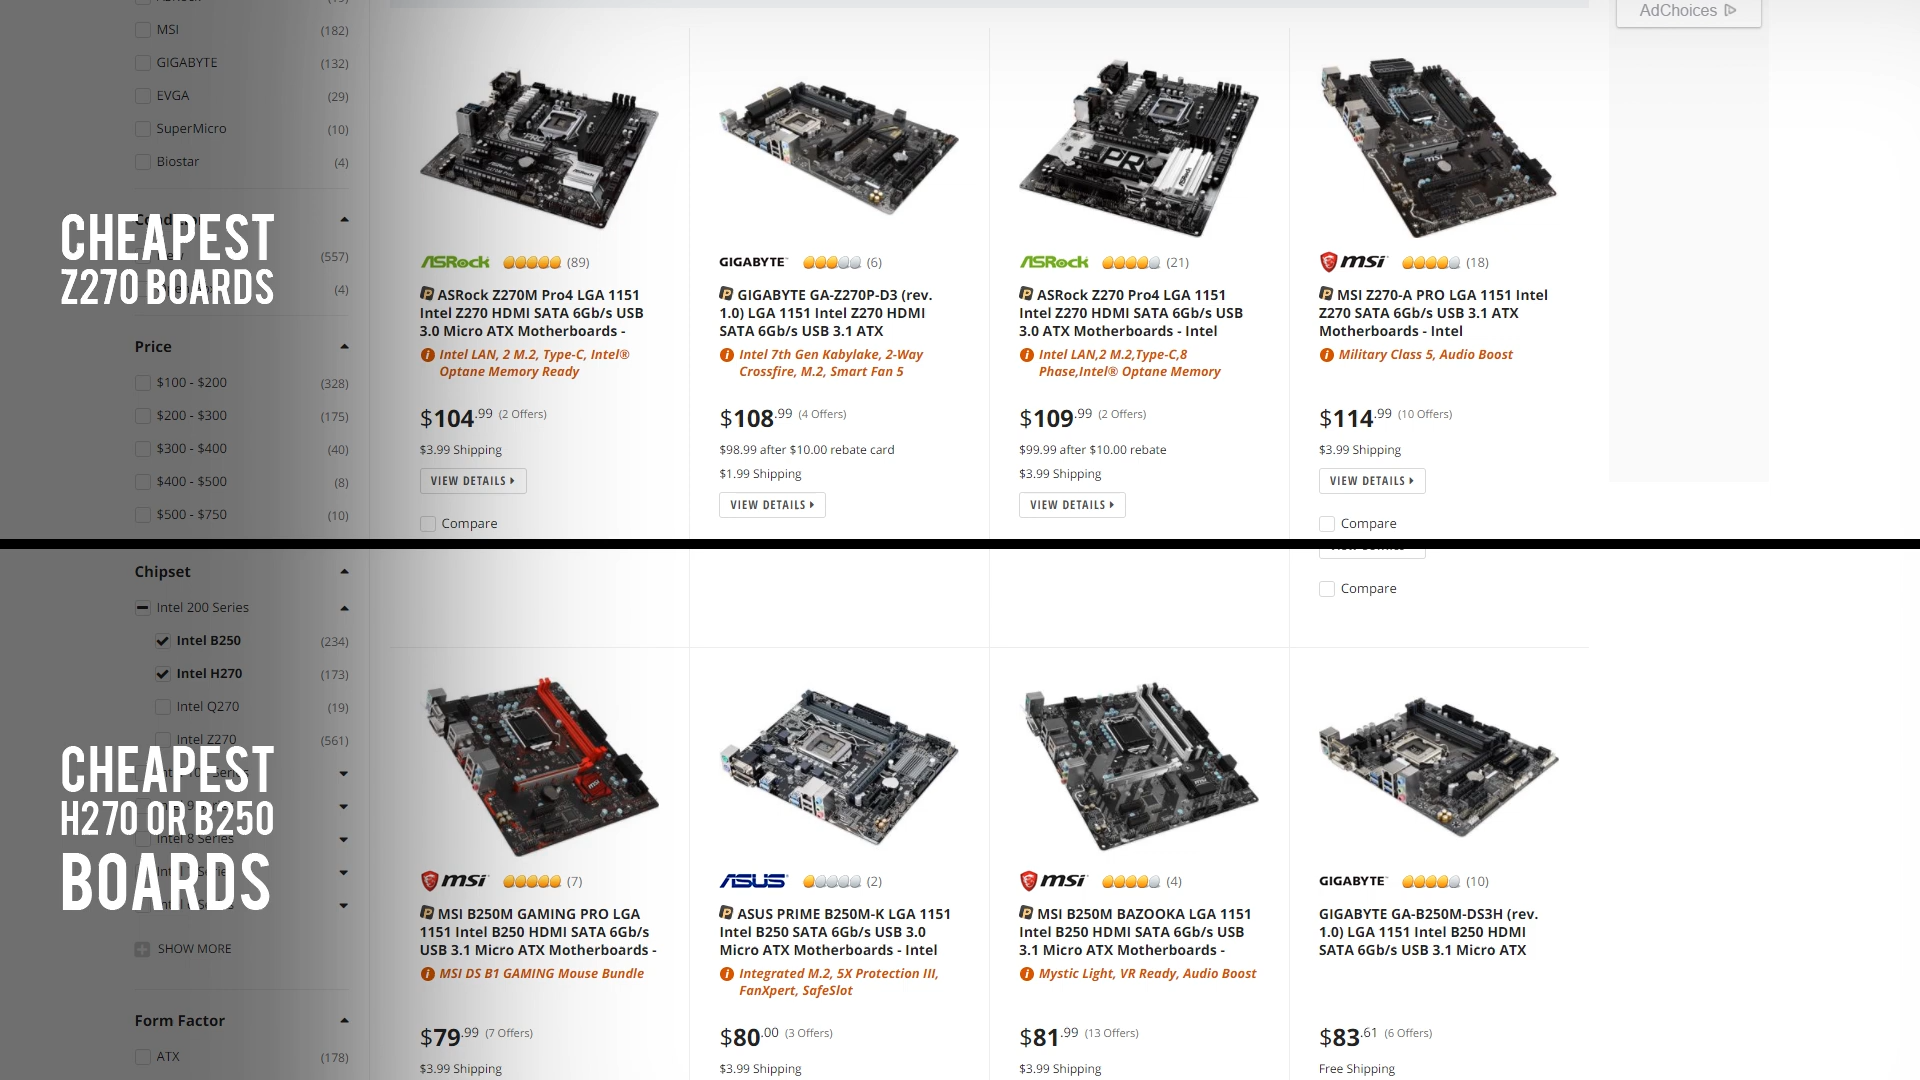 MSI (182)
GIGABYTE (132)
EVGA (29)
SuperMicro (10)
Biostar (4)
CHEAPEST
Z270 BOARDS
(557)
(4)
Price
$100 - $200 (328)
$200 - $300 (175)
$300 - $400 (40)
$400 - $500 (8)
$500 - $750 (10)
AdChoices
ASRock (89)
ASRock Z270M Pro4 LGA 1151
Intel Z270 HDMI SATA 6Gb/s USB
3.0 Micro ATX Motherboards -
Intel LAN, 2 M.2, Type-C, Intel®
Optane Memory Ready
$104.99 (2 Offers)
$3.99 Shipping
VIEW DETAILS
Compare
GIGABYTE (6)
GIGABYTE GA-Z270P-D3 (rev.
1.0) LGA 1151 Intel Z270 HDMI
SATA 6Gb/s USB 3.1 ATX
Intel 7th Gen Kabylake, 2-Way
Crossfire, M.2, Smart Fan 5
$108.99 (4 Offers)
$98.99 after $10.00 rebate card
$1.99 Shipping
VIEW DETAILS
ASRock (21)
ASRock Z270 Pro4 LGA 1151
Intel Z270 HDMI SATA 6Gb/s USB
3.0 ATX Motherboards - Intel
Intel LAN,2 M.2,Type-C,8
Phase,Intel® Optane Memory
$109.99 (2 Offers)
$99.99 after $10.00 rebate
$3.99 Shipping
VIEW DETAILS
msi (18)
MSI Z270-A PRO LGA 1151 Intel
Z270 SATA 6Gb/s USB 3.1 ATX
Motherboards - Intel
Military Class 5, Audio Boost
$114.99 (10 Offers)
$3.99 Shipping
VIEW DETAILS
Compare
Chipset
Intel 200 Series
Intel B250 (234)
Intel H270 (173)
Intel Q270 (19)
Intel Z270 (561)
CHEAPEST
H270 OR B250
Intel 8 Series
BOARDS
SHOW MORE
Form Factor
ATX (178)
Compare
msi (7)
MSI B250M GAMING PRO LGA
1151 Intel B250 HDMI SATA 6Gb/s
USB 3.1 Micro ATX Motherboards -
MSI DS B1 GAMING Mouse Bundle
$79.99 (7 Offers)
$3.99 Shipping
ASUS (2)
ASUS PRIME B250M-K LGA 1151
Intel B250 SATA 6Gb/s USB 3.0
Micro ATX Motherboards - Intel
Integrated M.2, 5X Protection III,
FanXpert, SafeSlot
$80.00 (3 Offers)
$3.99 Shipping
msi (4)
MSI B250M BAZOOKA LGA 1151
Intel B250 HDMI SATA 6Gb/s USB
3.1 Micro ATX Motherboards -
Mystic Light, VR Ready, Audio Boost
$81.99 (13 Offers)
$3.99 Shipping
GIGABYTE (10)
GIGABYTE GA-B250M-DS3H (rev.
1.0) LGA 1151 Intel B250 HDMI
SATA 6Gb/s USB 3.1 Micro ATX
$83.61 (6 Offers)
Free Shipping